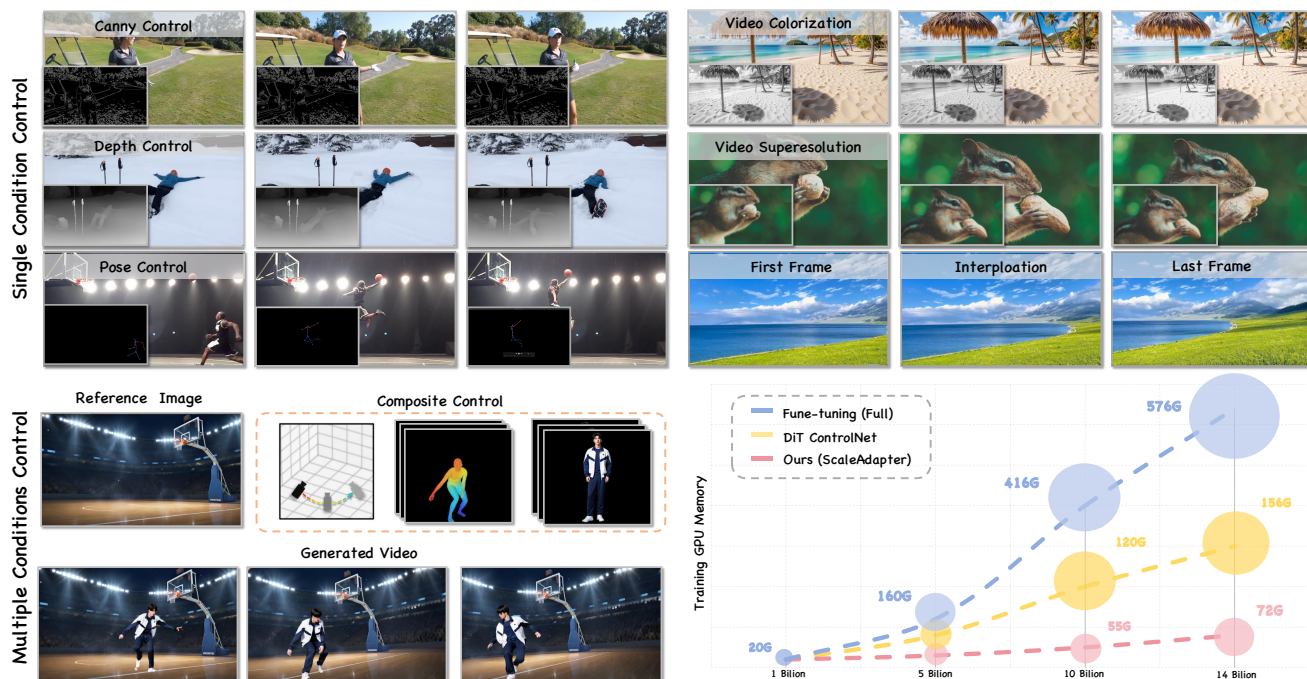 Single Condition Control
Canny Control
Depth Control
Pose Control
Video Colorization
Video Superesolution
First Frame
Interploation
Last Frame
Multiple Conditions Control
Reference Image
Composite Control
Generated Video
Training GPU Memory
Fune-tuning (Full)
DiT ControlNet
Ours (ScaleAdapter)
576G
416G
156G
120G
160G
72G
55G
20G
1 Bilion
5 Bilion
10 Bilion
14 Bilion